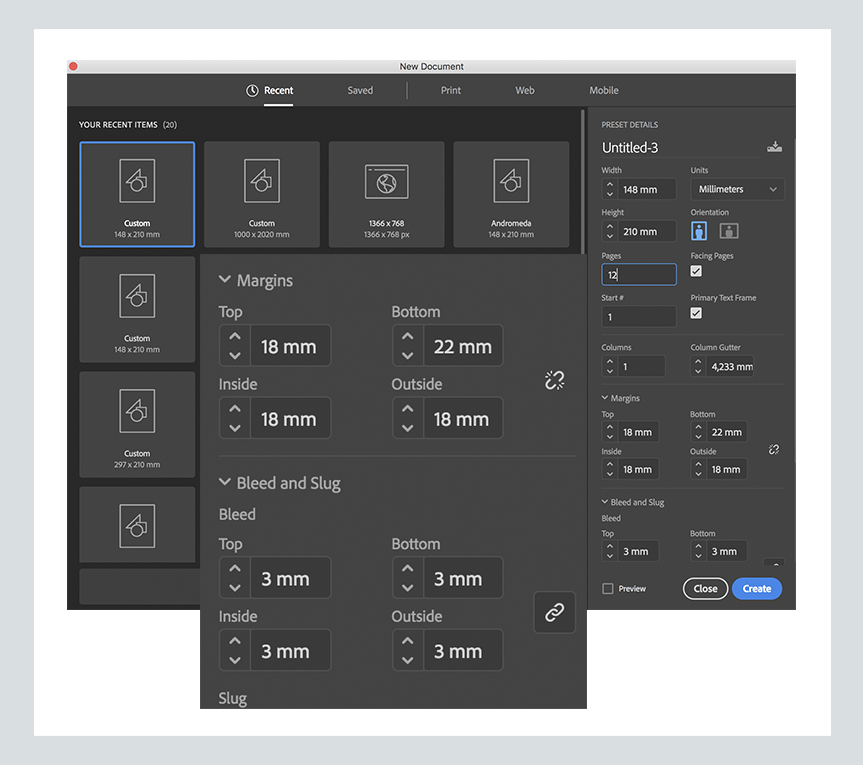 New Document
Recent Saved Print Web Mobile
YOUR RECENT ITEMS (20)
Custom
148 x 210 mm
Custom
1000 x 2020 mm
1366 x 768
1366 x 768 px
Andromeda
148 x 210 mm
Custom
148 x 210 mm
Custom
297 x 210 mm
Margins
Top Bottom
18 mm 22 mm
Inside Outside
18 mm 18 mm
Bleed and Slug
Bleed
Top Bottom
3 mm 3 mm
Inside Outside
3 mm 3 mm
Slug
PRESET DETAILS
Untitled-3
Width Units
148 mm Millimeters
Height Orientation
210 mm
Pages Facing Pages
12
Start # Primary Text Frame
1
Columns Column Gutter
1 4,233 mm
Margins
Top Bottom
18 mm 22 mm
Inside Outside
18 mm 18 mm
Bleed and Slug
Bleed
Top Bottom
3 mm 3 mm
Preview Close Create